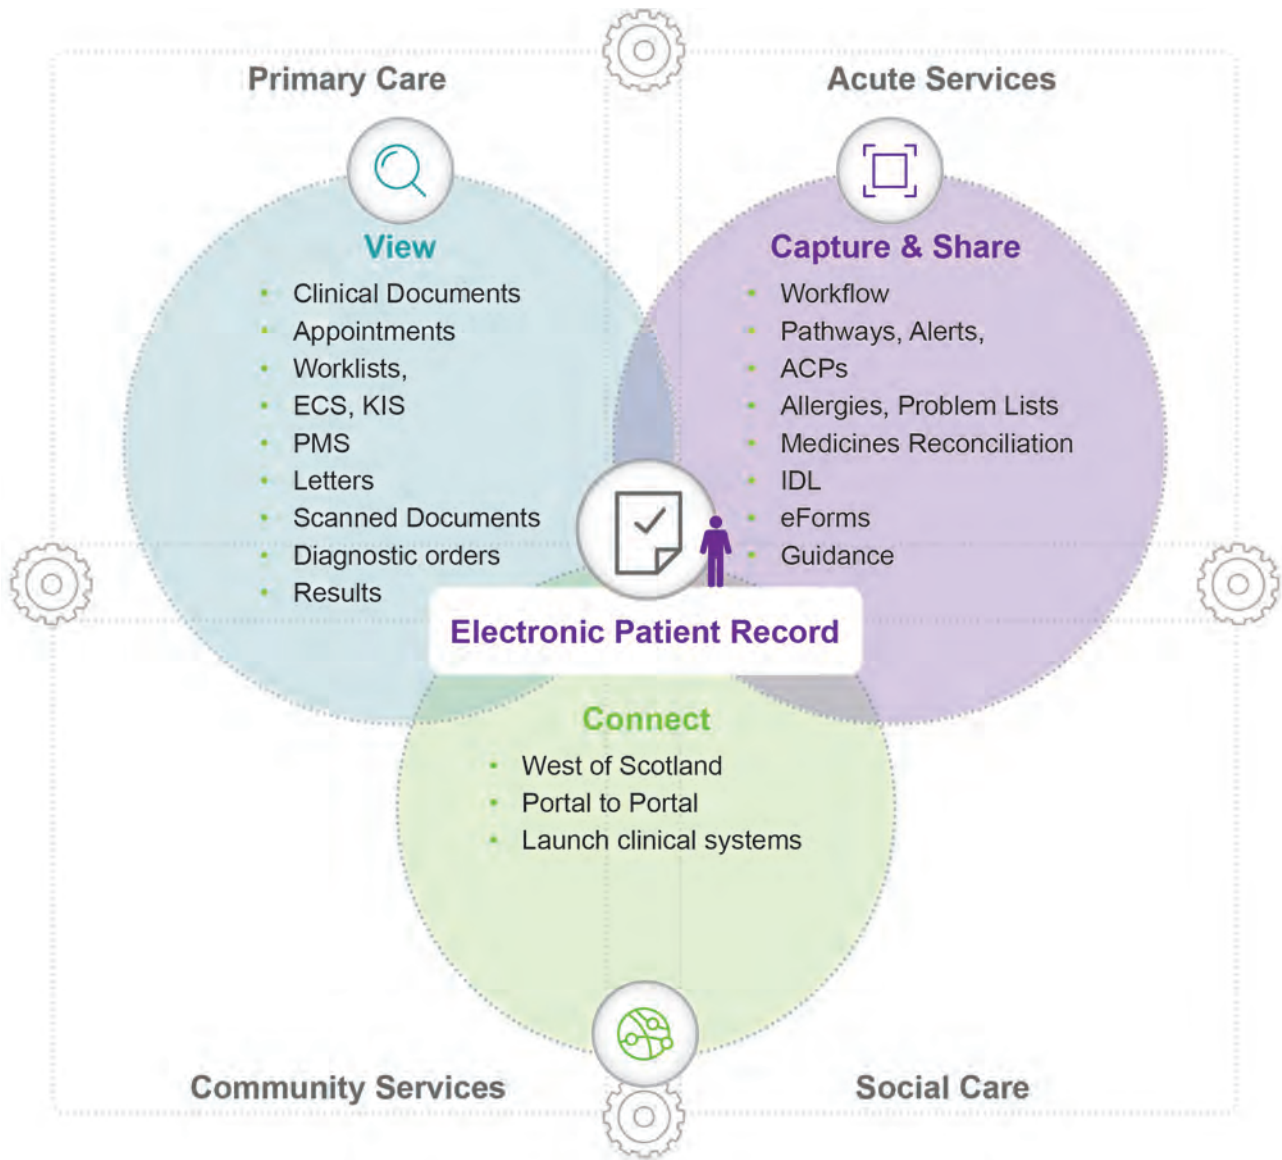 Primary Care
Acute Services
View
Clinical Documents
Appointments
Worklists,
ECS, KIS
PMS
Letters
Scanned Documents
Diagnostic orders
Results
Capture & Share
Workflow
Pathways, Alerts,
ACPs
Allergies, Problem Lists
Medicines Reconciliation
IDL
eForms
Guidance
Electronic Patient Record
Connect
West of Scotland
Portal to Portal
Launch clinical systems
Community Services
Social Care